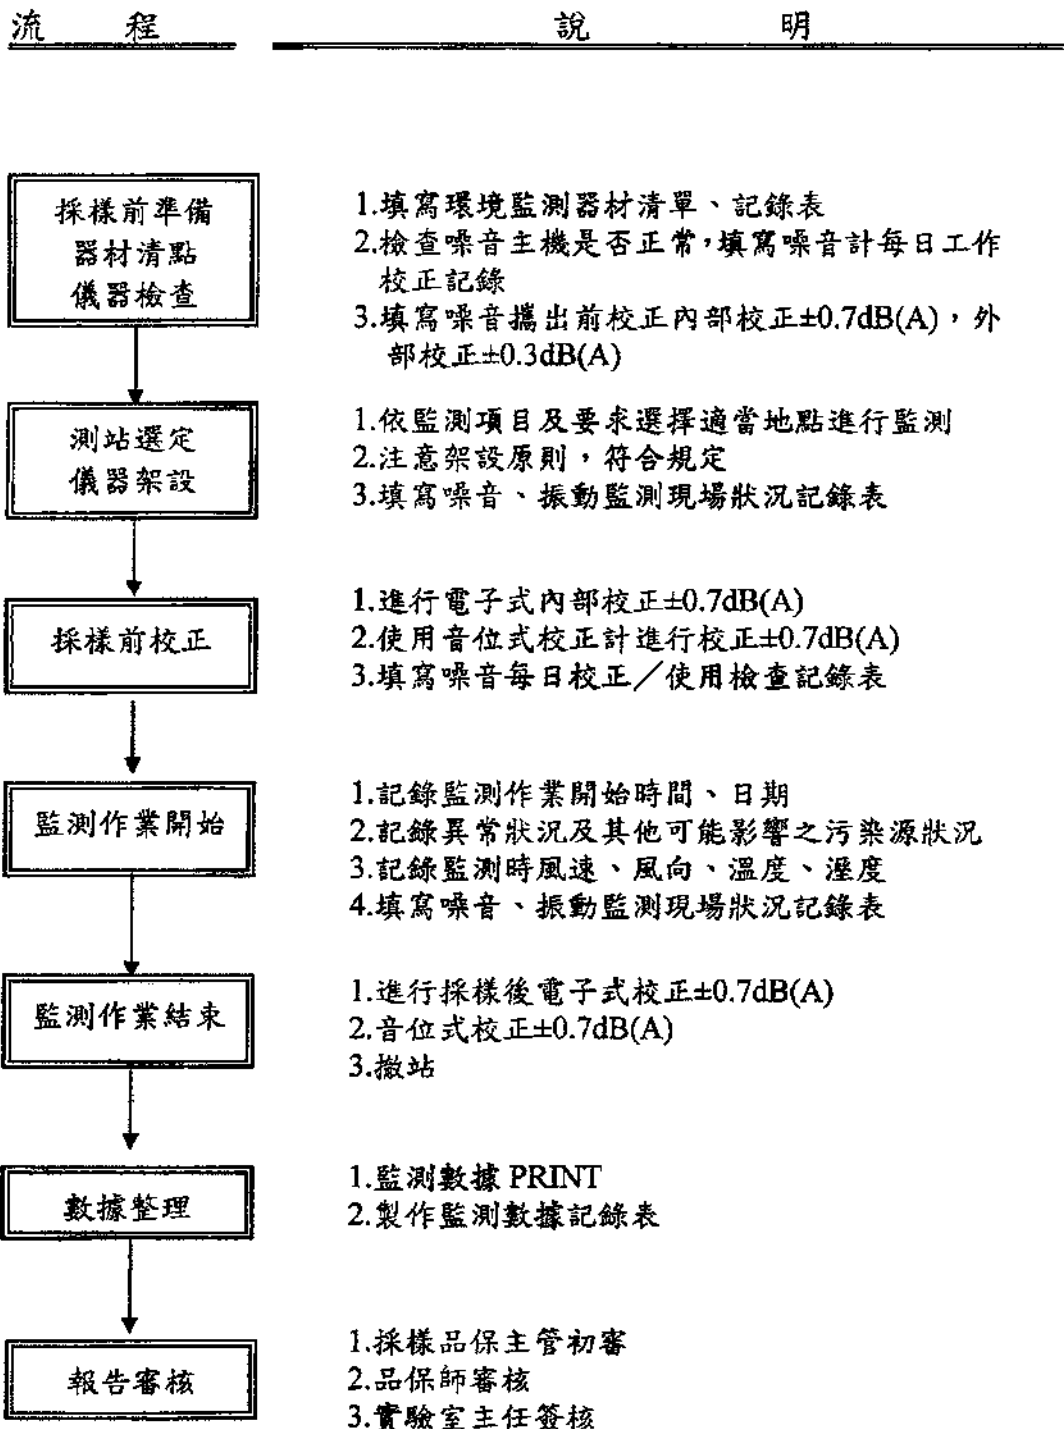 流 程
說 明
採樣前準備
器材清點
儀器檢查
1.填寫環境監測器材清單、記錄表
2.檢查噪音主機是否正常,填寫噪音計每日工作
校正記錄
3.填寫噪音攜出前校正內部校正±0.7dB(A),外
部校正±0.3dB(A)
測站選定
儀器架設
1.依監測項目及要求選擇適當地點進行監測
2.注意架設原則,符合規定
3.填寫噪音、振動監測現場狀況記錄表
採樣前校正
1.進行電子式內部校正±0.7dB(A)
2.使用音位式校正計進行校正±0.7dB(A)
3.填寫噪音每日校正/使用檢查記錄表
監測作業開始
1.記錄監測作業開始時間、日期
2.記錄異常狀況及其他可能影響之污染源狀況
3.記錄監測時風速、風向、溫度、溼度
4.填寫噪音、振動監測現場狀況記錄表
監測作業結束
1.進行採樣後電子式校正±0.7dB(A)
2.音位式校正±0.7dB(A)
3.撤站
數據整理
1.監測數據 PRINT
2.製作監測數據記錄表
報告審核
1.採樣品保主管初審
2.品保師審核
3.實驗室主任簽核